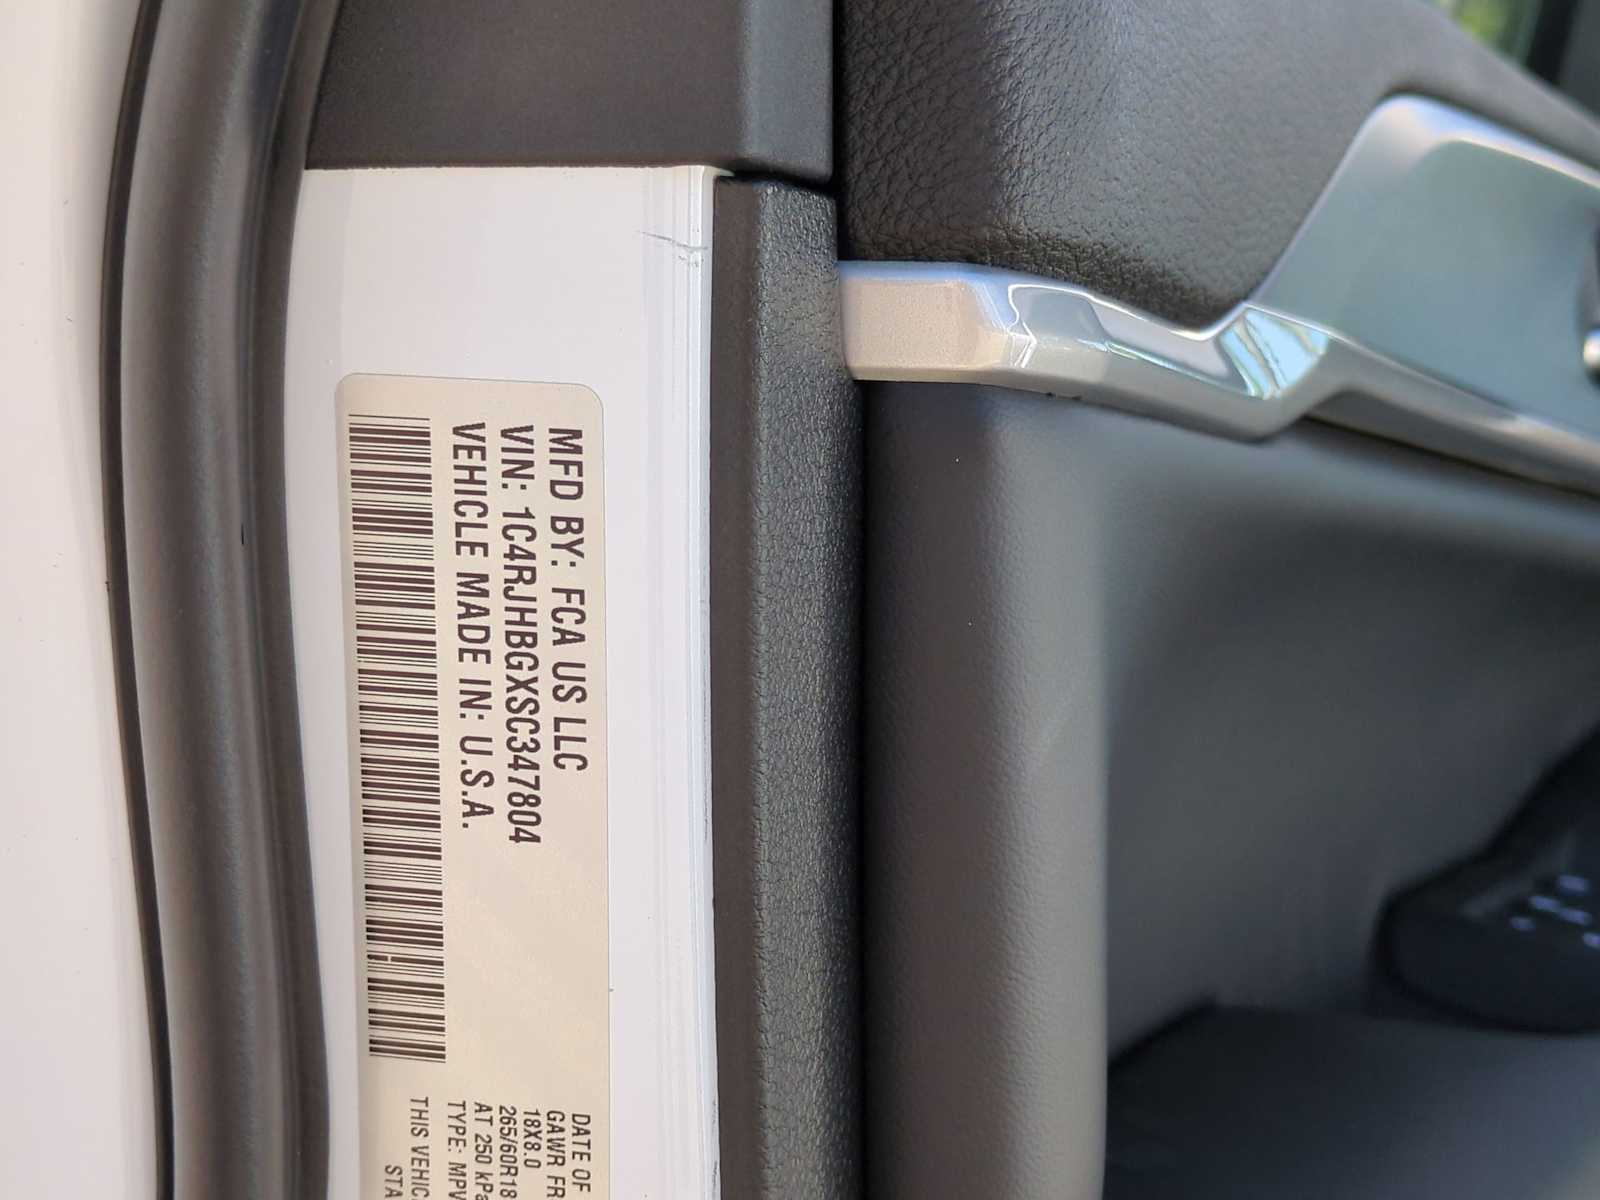 MFD BY: FCA US LLC
VIN: 1C4RJHBGXSC347804
VEHICLE MADE IN: U.S.A.
DATE OF
GAWR FR
18X8.0
265/60R18
AT 250 kPa
TYPE: MPV
THIS VEHIC
STA